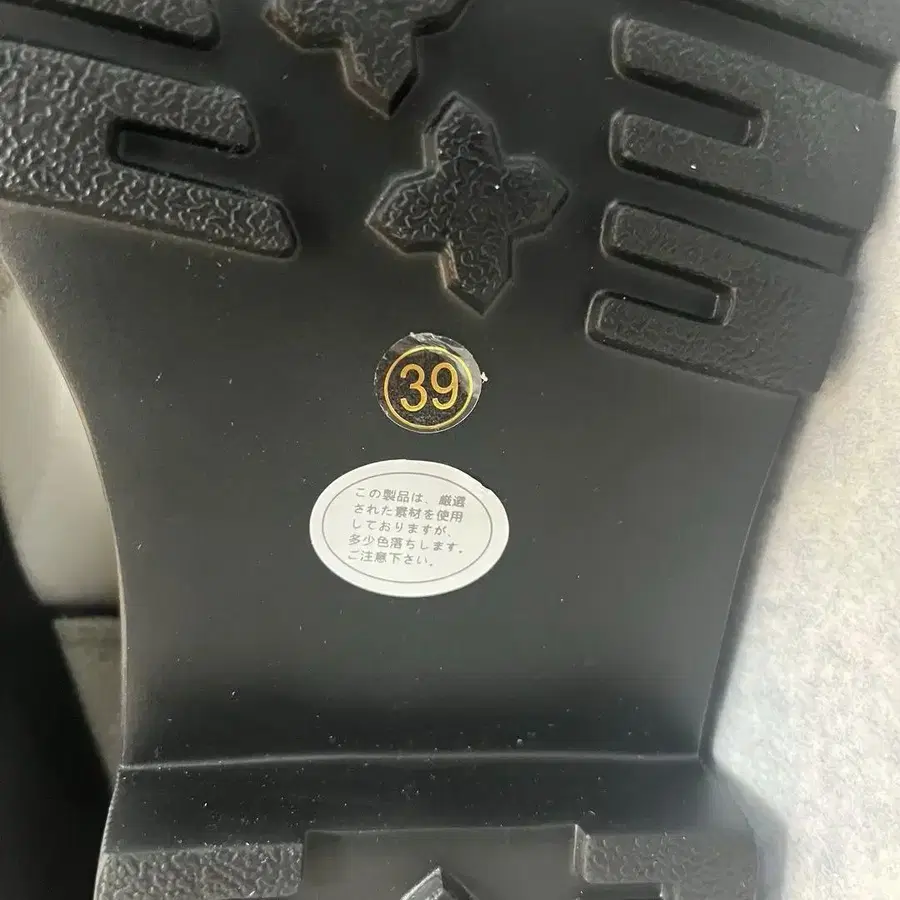 39
この製品は、厳選
された素材を使用
しておりますが、
多少色落ちします。
ご注意下さい。